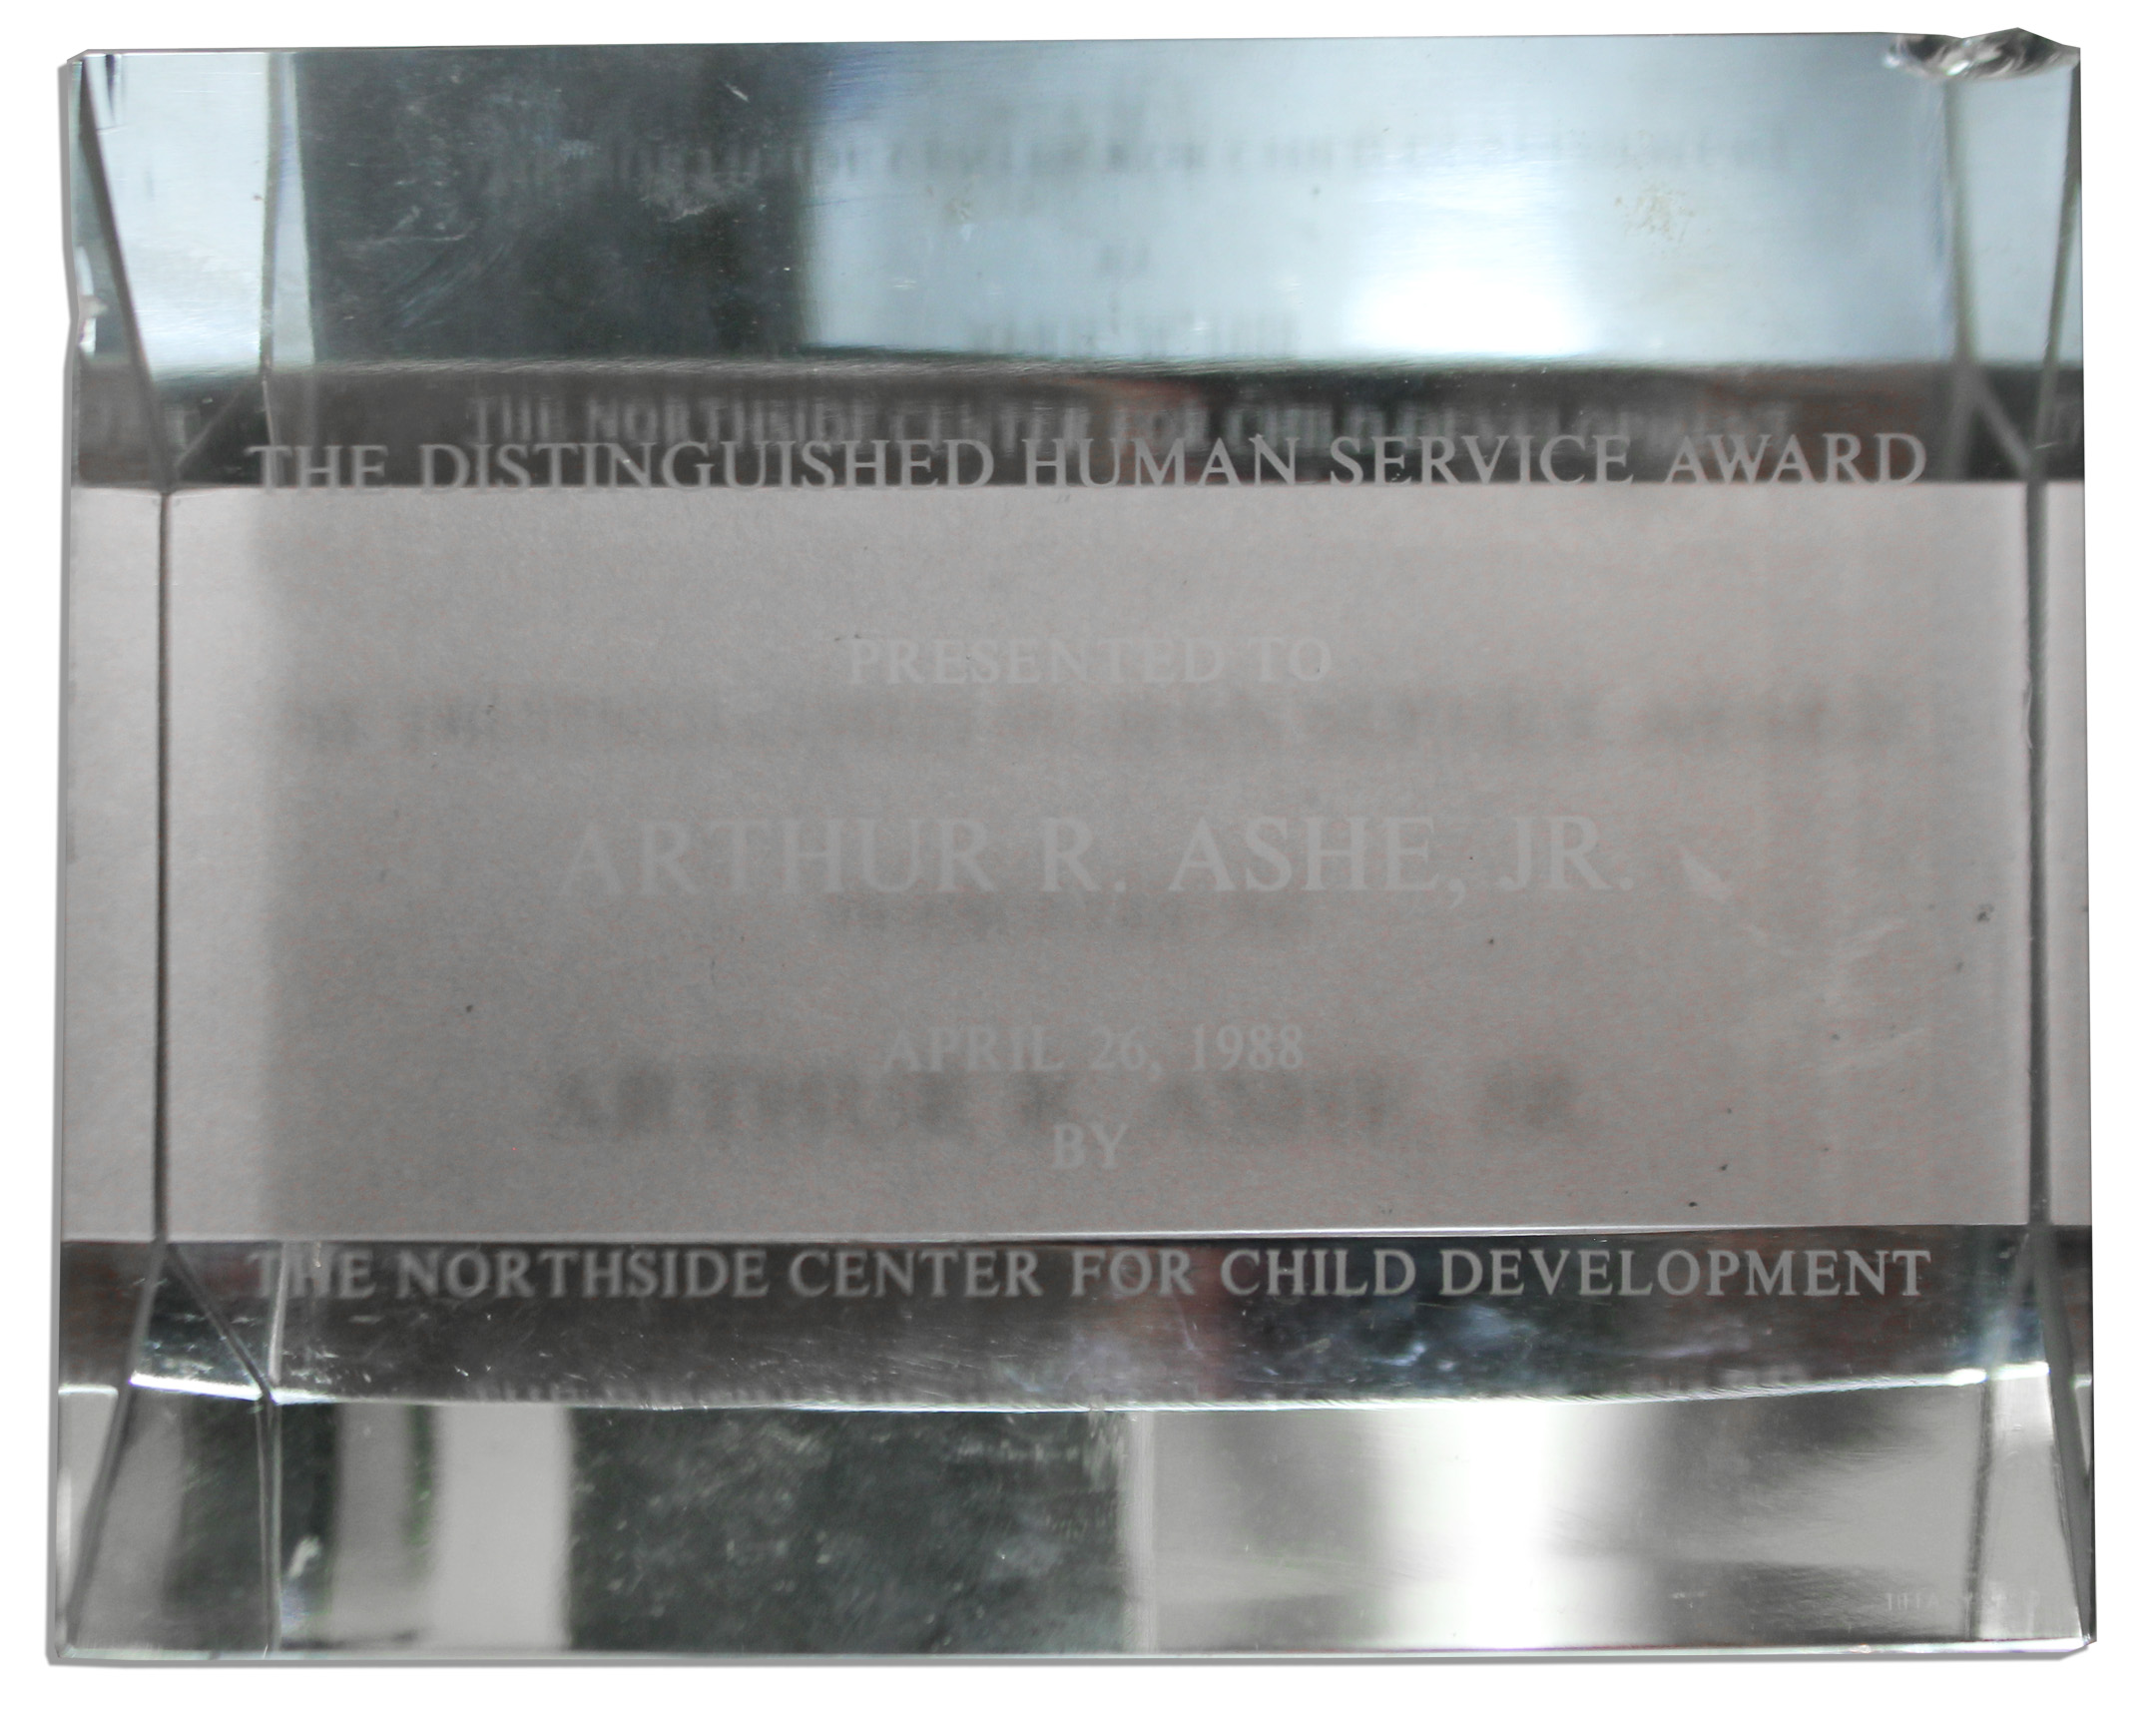 THE DISTINGUISHED HUMAN SERVICE AWARD
PRESENTED TO
ARTHUR R. ASHE, JR.
APRIL 26, 1988
BY
THE NORTHSIDE CENTER FOR CHILD DEVELOPMENT